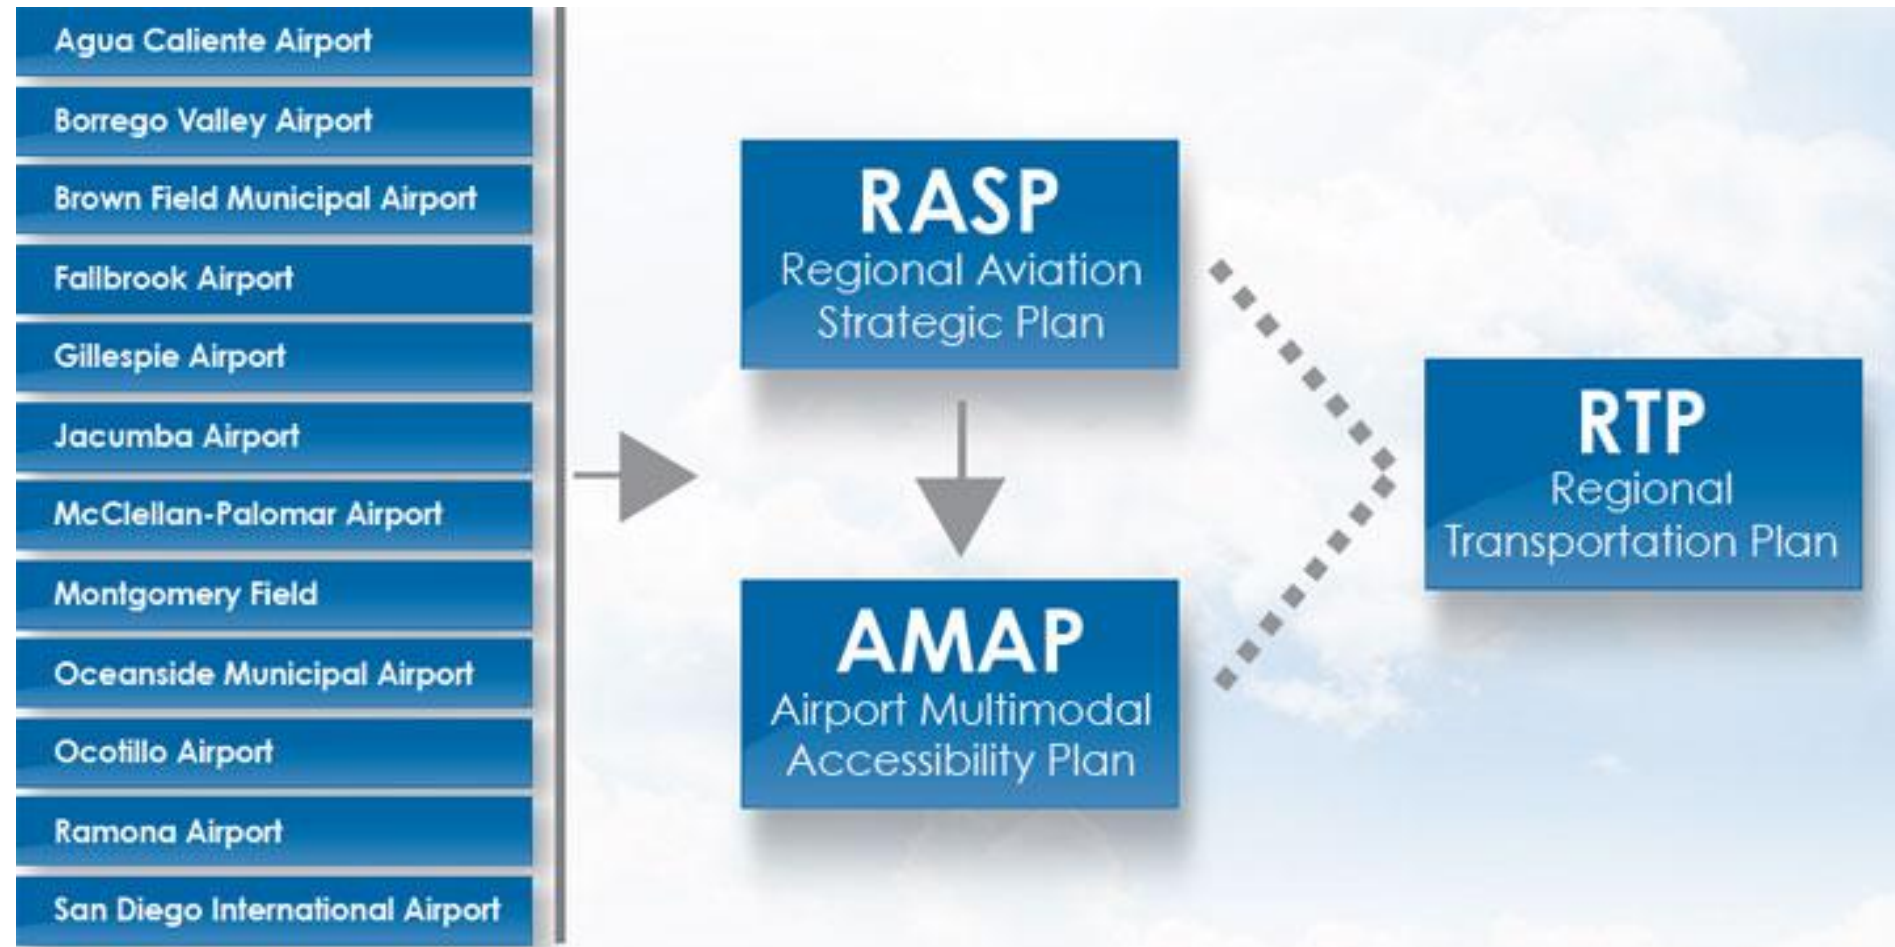 Agua Caliente Airport
Borrego Valley Airport
Brown Field Municipal Airport
Fallbrook Airport
Gillespie Airport
Jacumba Airport
McClellan-Palomar Airport
Montgomery Field
Oceanside Municipal Airport
Ocotillo Airport
Ramona Airport
San Diego International Airport
RASP
Regional Aviation
Strategic Plan
AMAP
Airport Multimodal
Accessibility Plan
RTP
Regional
Transportation Plan